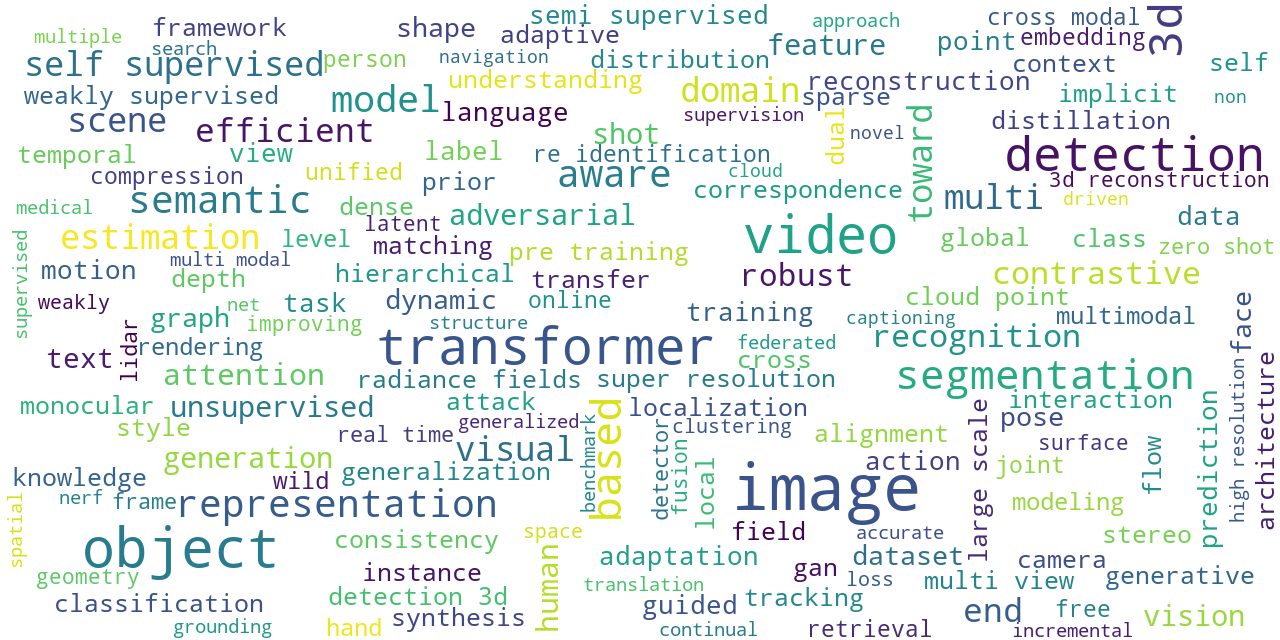 multiple
framework
search
shape
adaptive
semi supervised
approach
cross modal
3d
self supervised
person
navigation
distribution
feature
point
embedding
context
self
weakly supervised
model
understanding
language
domain
sparse
reconstruction
implicit
non
scene
efficient
shot
supervision
dual
novel
toward
distillation
detection
temporal
view
label
re identification
cloud
compression
unified
prior
aware
correspondence
multi
3d reconstruction
driven
medical
semantic
dense
latent
adversarial
video
data
estimation
level
matching
pre training
global
class
zero shot
supervised
motion
multi modal
depth
hierarchical
transfer
robust
contrastive
weakly
net
task
dynamic
online
cloud point
face
lidar
graph
improving
structure
training
captioning
multimodal
text
rendering
transformer
federated
cross
recognition
attention
radiance fields
super resolution
segmentation
architecture
monocular
unsupervised
attack
based
localization
interaction
high resolution
style
real time
generalized
benchmark
detector
clustering
alignment
large scale
pose
prediction
generation
visual
fusion
local
surface
flow
knowledge
wild
generalization
action
joint
spatial
nerf
frame
representation
image
modeling
object
consistency
space
field
accurate
stereo
geometry
instance
human
adaptation
gan
dataset
camera
classification
detection 3d
translation
loss
multi view
generative
synthesis
guided
tracking
end
free
vision
grounding
hand
continual
retrieval
incremental